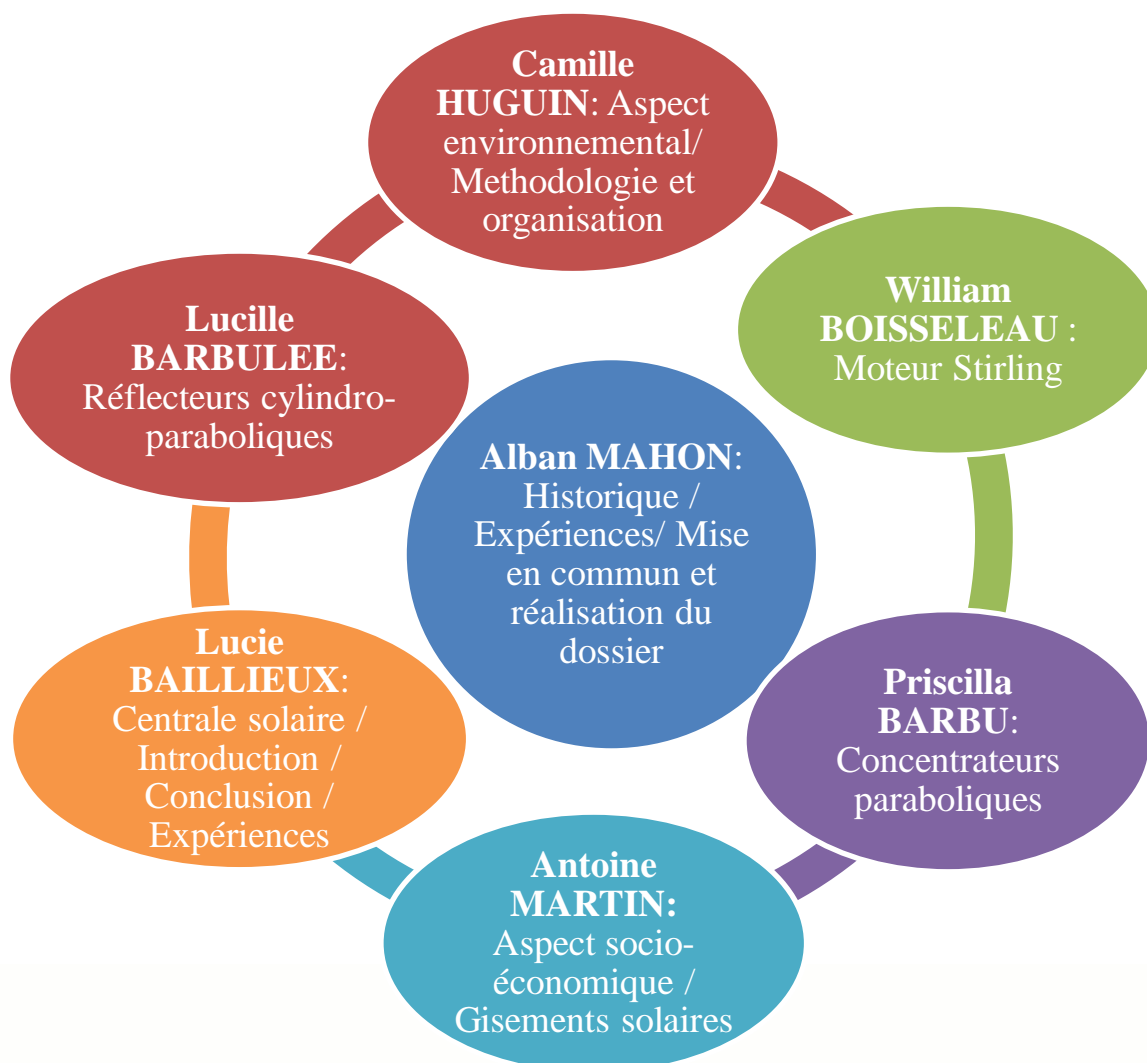 Camille
HUGUIN: Aspect
environnemental/
Methodologie et
organisation
William
BOISSELEAU :
Moteur Stirling
Lucille
BARBULEE:
Réflecteurs cylindro-
paraboliques
Alban MAHON:
Historique /
Expériences/ Mise
en commun et
réalisation du
dossier
Lucie
BAILLIEUX:
Centrale solaire /
Introduction /
Conclusion /
Expériences
Priscilla
BARBU:
Concentrateurs
paraboliques
Antoine
MARTIN:
Aspect socio-
économique /
Gisements solaires